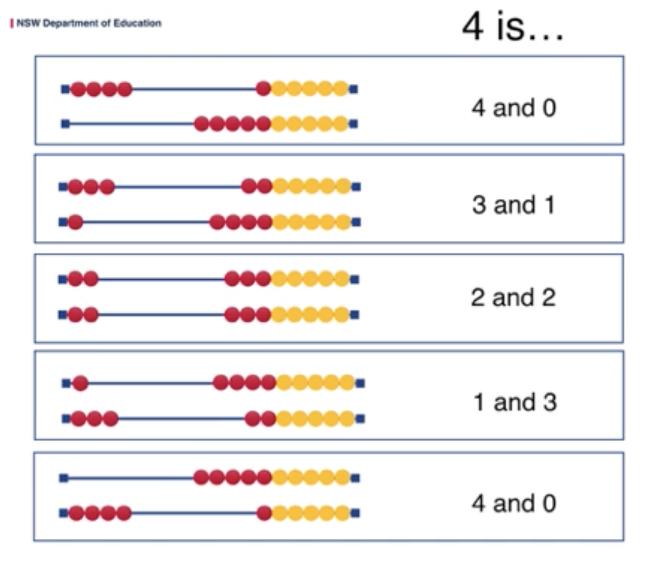 NSW Department of Education
4 is...
4 and 0
3 and 1
2 and 2
1 and 3
4 and 0